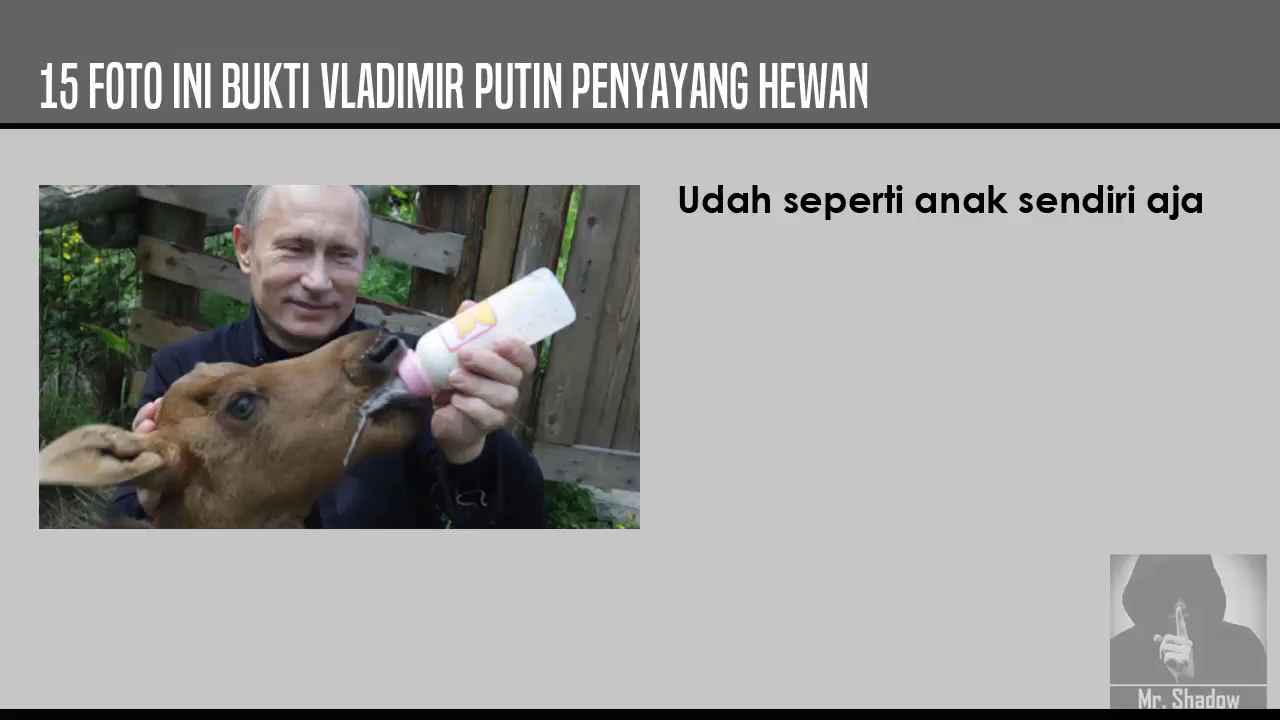 15 FOTO INI BUKTI VLADIMIR PUTIN PENYAYANG HEWAN
Udah seperti anak sendiri aja
Mr. Shadow